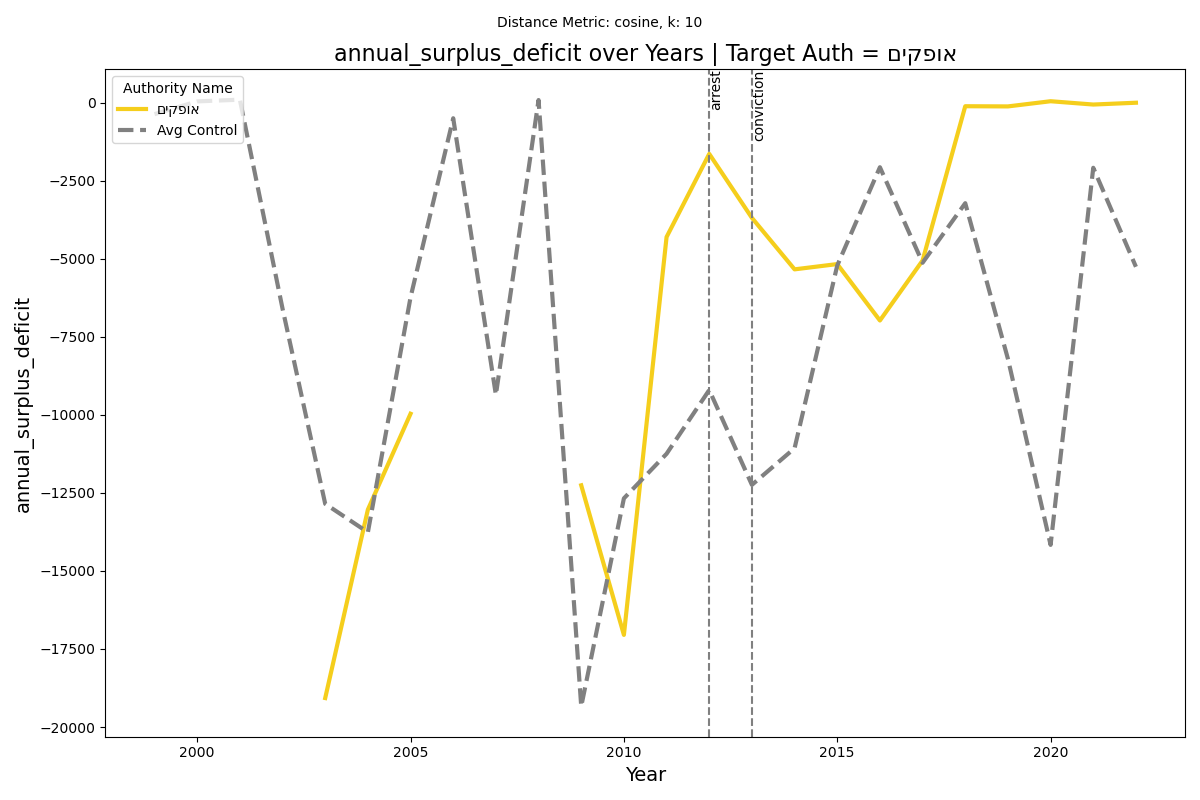 Distance Metric: cosine, k: 10
annual_surplus_deficit over Years | Target Auth = אופקים
Authority Name
אופקים
Avg Control
arrest
conviction
0
−2500
−5000
−7500
−10000
−12500
−15000
−17500
−20000
annual_surplus_deficit
2000 2005 2010 2015 2020
Year